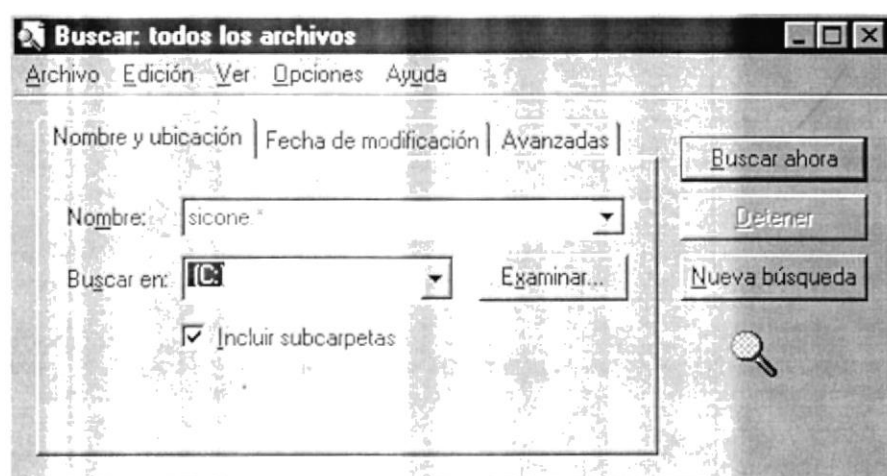 Buscar: todos los archivos
Archivo Edición Ver Opciones Ayuda
Nombre y ubicación Fecha de modificación Avanzadas
Buscar ahora
Nombre: sicone.*
Detener
Buscar en: (C:
Examinar...
Nueva búsqueda
Incluir subcarpetas